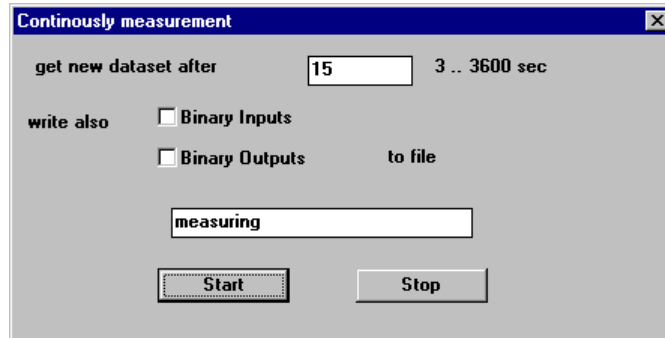 Continously measurement
get new dataset after 15 3 .. 3600 sec
write also Binary Inputs
Binary Outputs to file
measuring
Start Stop